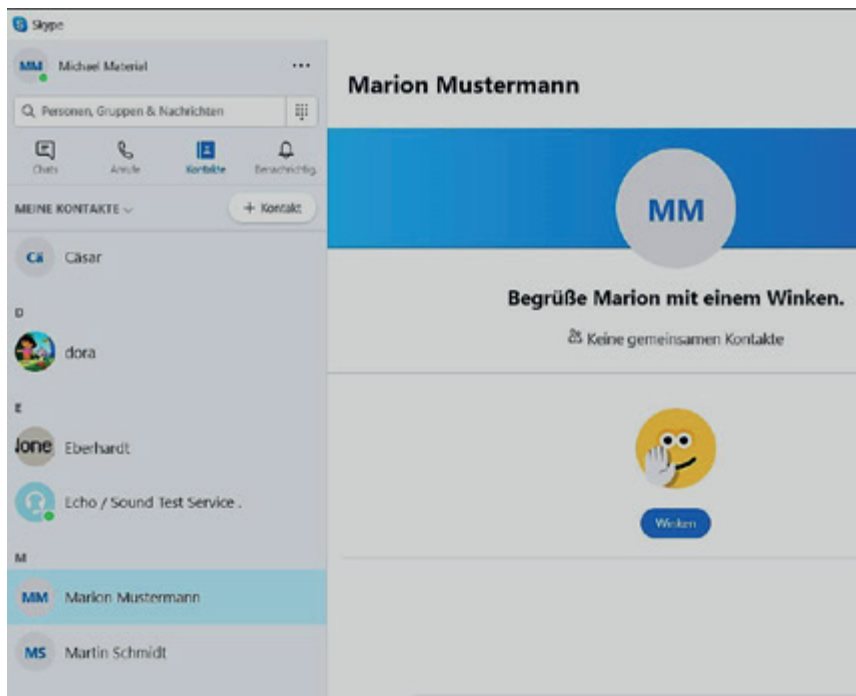 Skype
MM Michael Material ...
Personen, Gruppen & Nachrichten
Chats Anrufe Kontakte Benachrichtig.
MEINE KONTAKTE + Kontakt
Cä Cäsar
D
dora
E
Eberhardt
Echo / Sound Test Service .
M
MM Marion Mustermann
MS Martin Schmidt
Marion Mustermann
MM
Begrüße Marion mit einem Winken.
Keine gemeinsamen Kontakte
Winken